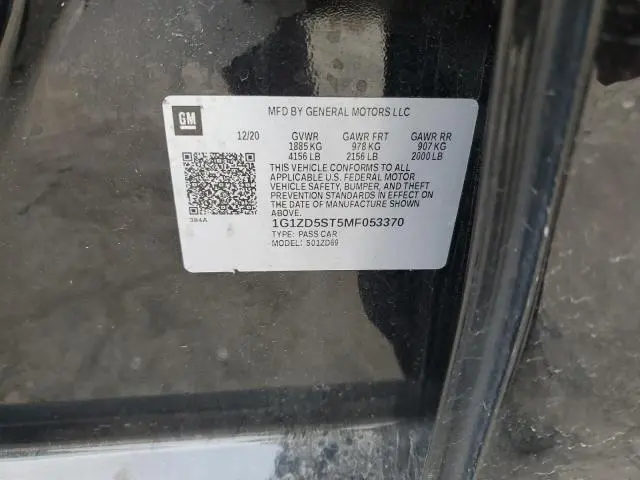 MFD BY GENERAL MOTORS LLC
GM
12/20 GVWR GAWR FRT GAWR RR
1885 KG 978 KG 907 KG
4156 LB 2156 LB 2000 LB
THIS VEHICLE CONFORMS TO ALL
APPLICABLE U.S. FEDERAL MOTOR
VEHICLE SAFETY, BUMPER, AND THEFT
PREVENTION STANDARDS IN EFFECT ON
THE DATE OF MANUFACTURE SHOWN
ABOVE.
394A
1G1ZD5ST5MF053370
TYPE: PASS CAR
MODEL: S01ZD69